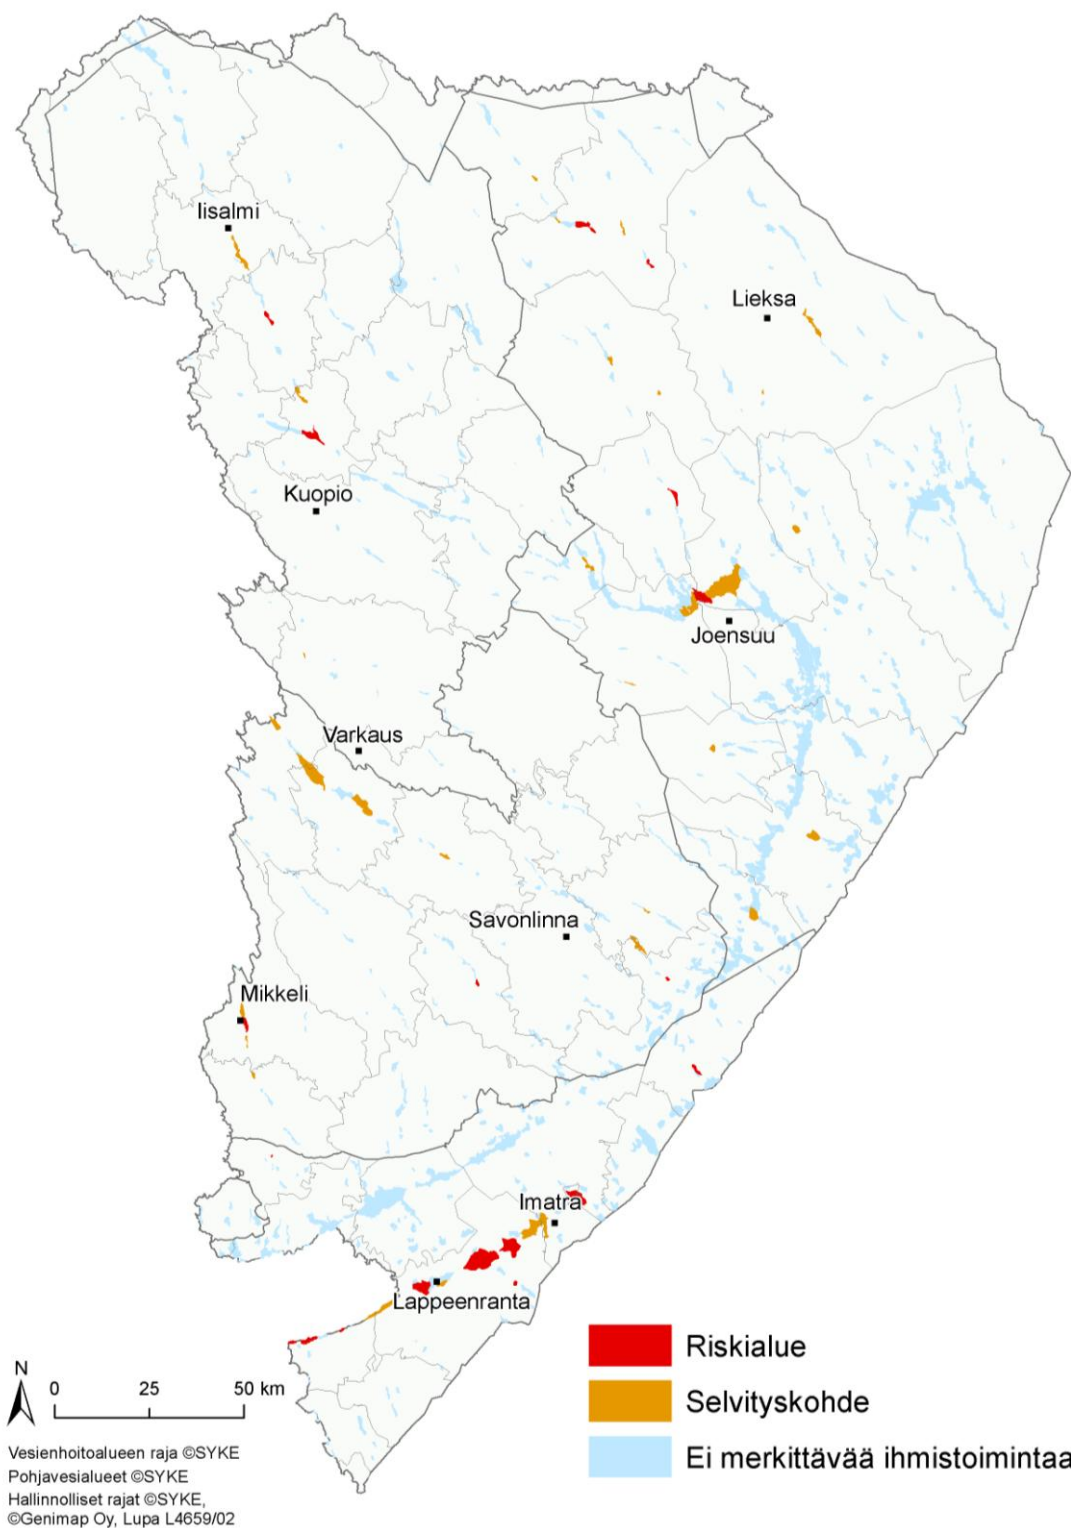 Iisalmi
Lieksa
Kuopio
Joensuu
Varkaus
Savonlinna
Mikkeli
Imatra
Lappeenranta
Riskialue
Selvityskohde
Ei merkittävää ihmistoimintaa
N
0 25 50 km
Vesienhoitoalueen raja ©SYKE
Pohjavesialueet ©SYKE
Hallinnolliset rajat ©SYKE,
©Genimap Oy, Lupa L4659/02